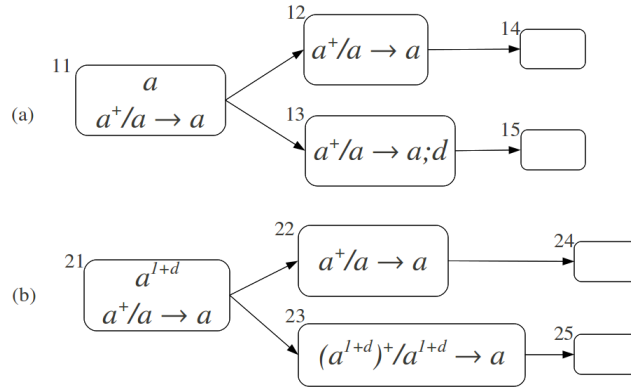 (a)
11
a
a⁺/a → a
12
a⁺/a → a
13
a⁺/a → a;d
14
15
(b)
21
a^{1+d}
a⁺/a → a
22
a⁺/a → a
23
(a^{1+d})⁺/a^{1+d} → a
24
25